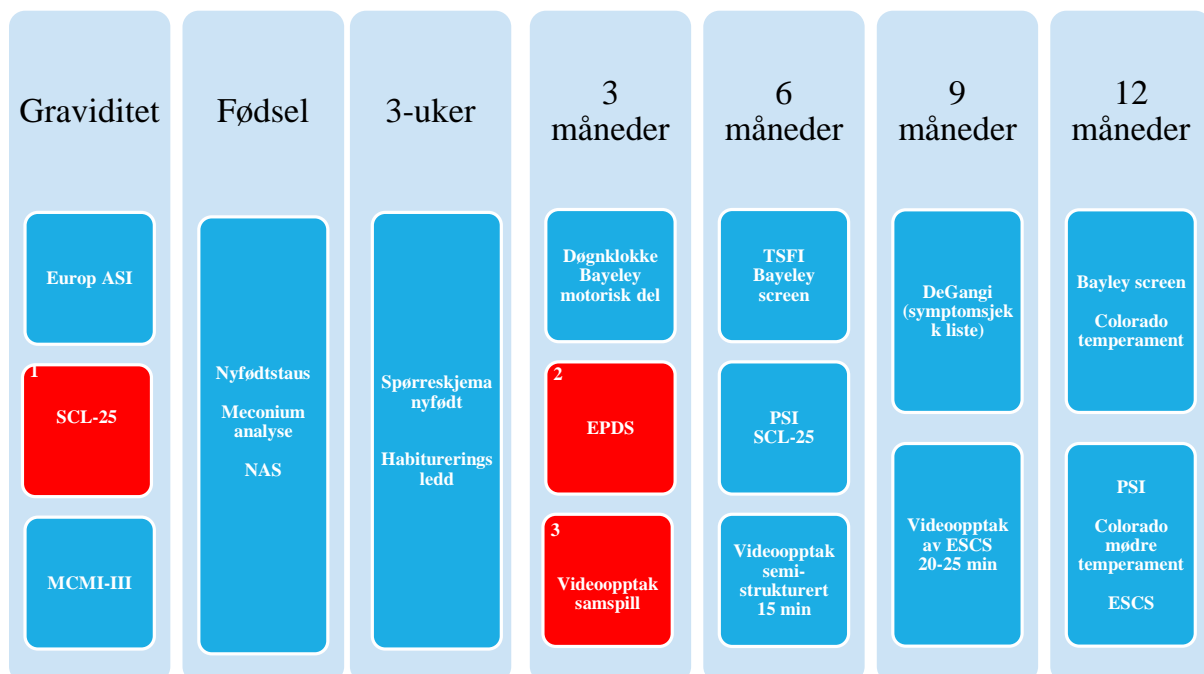 Graviditet
Europ ASI
1
SCL-25
MCMI-III
Fødsel
Nyfødtstaus
Meconium
analyse
NAS
3-uker
Spørreskjema
nyfødt
Habiturerings
ledd
3
måneder
Døgnklokke
Bayeley
motorisk del
2
EPDS
3
Videoopptak
samspill
6
måneder
TSFI
Bayeley
screen
PSI
SCL-25
Videoopptak
semi-
strukturert
15 min
9
måneder
DeGangi
(symptomsjek
k liste)
Videoopptak
av ESCS
20-25 min
12
måneder
Bayley screen
Colorado
temperament
PSI
Colorado
mødre
temperament
ESCS